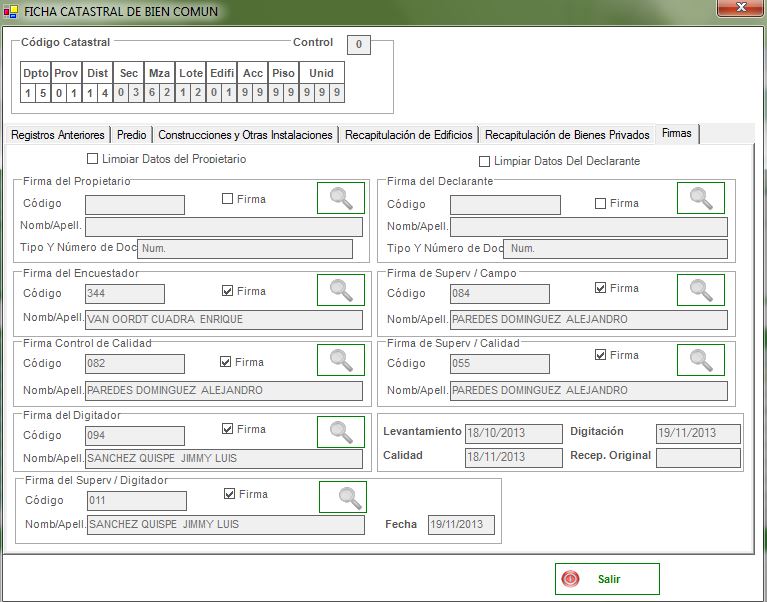 FICHA CATASTRAL DE BIEN COMUN
X
Código Catastral
Control 0
Dpto Prov Dist Sec Mza Lote Edifi Acc Piso Unid
1 5 0 1 1 4 0 3 6 2 1 2 0 1 9 9 9 9 9 9 9
Registros Anteriores Predio Construcciones y Otras Instalaciones Recapitulación de Edificios Recapitulación de Bienes Privados Firmas
Limpiar Datos del Propietario
Limpiar Datos Del Declarante
Firma del Propietario
Código Firma
Nomb/Apell.
Tipo Y Número de Doc Num.
Firma del Declarante
Código Firma
Nomb/Apell.
Tipo Y Número de Doc Num.
Firma del Encuestador
Código 344 Firma
Nomb/Apell. VAN OORDT CUADRA ENRIQUE
Firma de Superv / Campo
Código 084 Firma
Nomb/Apell. PAREDES DOMINGUEZ ALEJANDRO
Firma Control de Calidad
Código 082 Firma
Nomb/Apell. PAREDES DOMINGUEZ ALEJANDRO
Firma de Superv / Calidad
Código 055 Firma
Nomb/Apell. PAREDES DOMINGUEZ ALEJANDRO
Firma del Digitador
Código 094 Firma
Nomb/Apell. SANCHEZ QUISPE JIMMY LUIS
Levantamiento 18/10/2013 Digitación 19/11/2013
Calidad 18/11/2013 Recep. Original
Firma del Superv / Digitador
Código 011 Firma
Nomb/Apell. SANCHEZ QUISPE JIMMY LUIS Fecha 19/11/2013
Salir